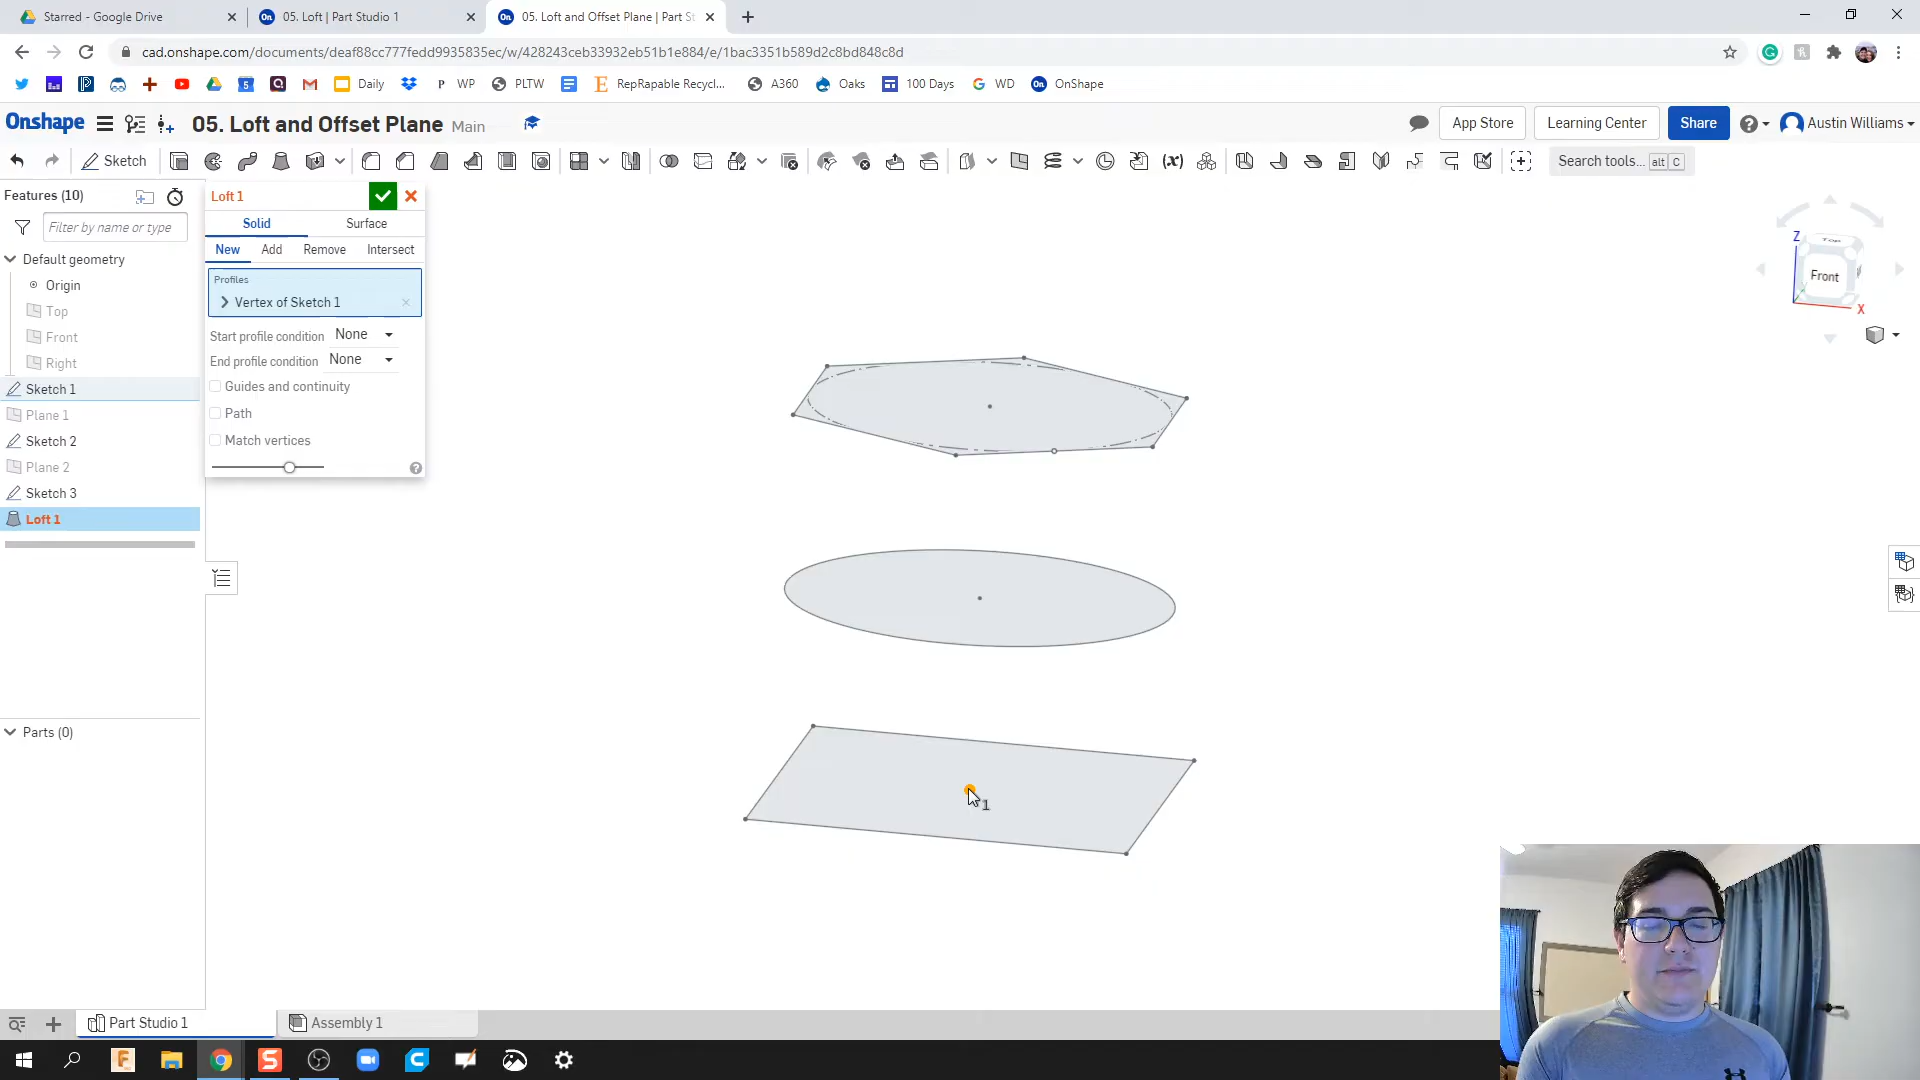 Starred - Google Drive
05. Loft | Part Studio 1
05. Loft and Offset Plane | Part St
cad.onshape.com/documents/deaf88cc777fedd9935835ec/w/428243ceb33932eb51b1e884/e/1bac3351b589d2c8bd848c8d
Daily
P WP
PLTW
RepRapable Recycl...
A360
Oaks
100 Days
WD
On OnShape
Onshape
05. Loft and Offset Plane Main
App Store
Learning Center
Share
Austin Williams
Sketch
Search tools... alt C
Features (10)
Filter by name or type
Default geometry
Origin
Top
Front
Right
Sketch 1
Plane 1
Sketch 2
Plane 2
Sketch 3
Loft 1
Parts (0)
Loft 1
Solid
Surface
New
Add
Remove
Intersect
Profiles
Vertex of Sketch 1
Start profile condition None
End profile condition None
Guides and continuity
Path
Match vertices
Z
Top
Front
X
1
Part Studio 1
Assembly 1